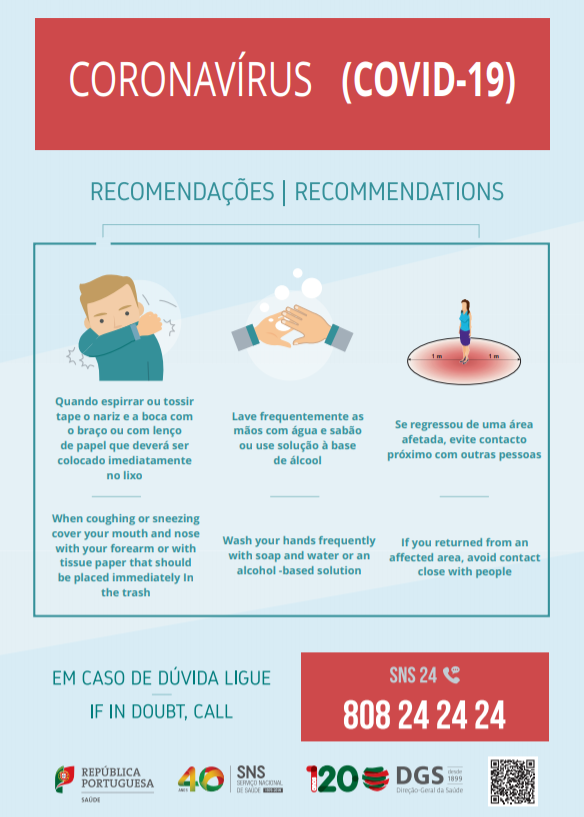 CORONAVÍRUS (COVID-19)
RECOMENDAÇÕES | RECOMMENDATIONS
Quando espirrar ou tossir
tape o nariz e a boca com
o braço ou com lenço
de papel que deverá ser
colocado imediatamente
no lixo
When coughing or sneezing
cover your mouth and nose
with your forearm or with
tissue paper that should
be placed immediately In
the trash
Lave frequentemente as
mãos com água e sabão
ou use solução à base
de álcool
Wash your hands frequently
with soap and water or an
alcohol -based solution
1 m 1 m
Se regressou de uma área
afetada, evite contacto
próximo com outras pessoas
If you returned from an
affected area, avoid contact
close with people
EM CASO DE DÚVIDA LIGUE
IF IN DOUBT, CALL
SNS 24
808 24 24 24
REPÚBLICA
PORTUGUESA
SAÚDE
40
ANOS
SNS
SERVIÇO NACIONAL
DE SAÚDE
120
DGS desde
1899
Direção-Geral da Saúde